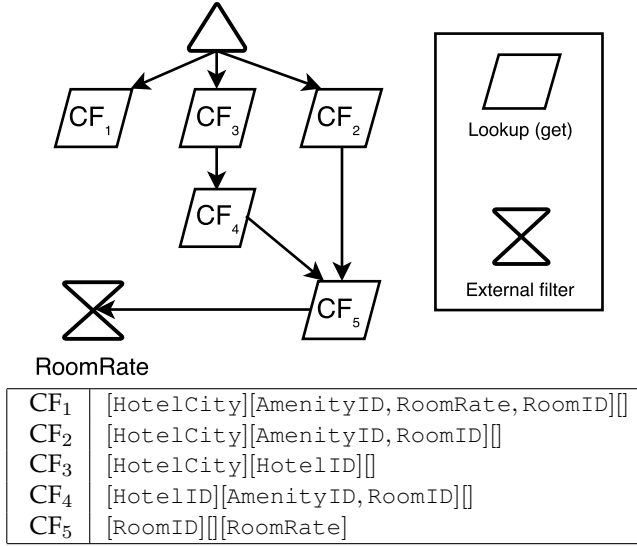 CF₁
CF₃
CF₂
Lookup (get)
CF₄
External filter
CF₅
RoomRate
CF₁ [HotelCity][AmenityID, RoomRate, RoomID][]
CF₂ [HotelCity][AmenityID, RoomID][]
CF₃ [HotelCity][HotelID][]
CF₄ [HotelID][AmenityID, RoomID][]
CF₅ [RoomID][][RoomRate]